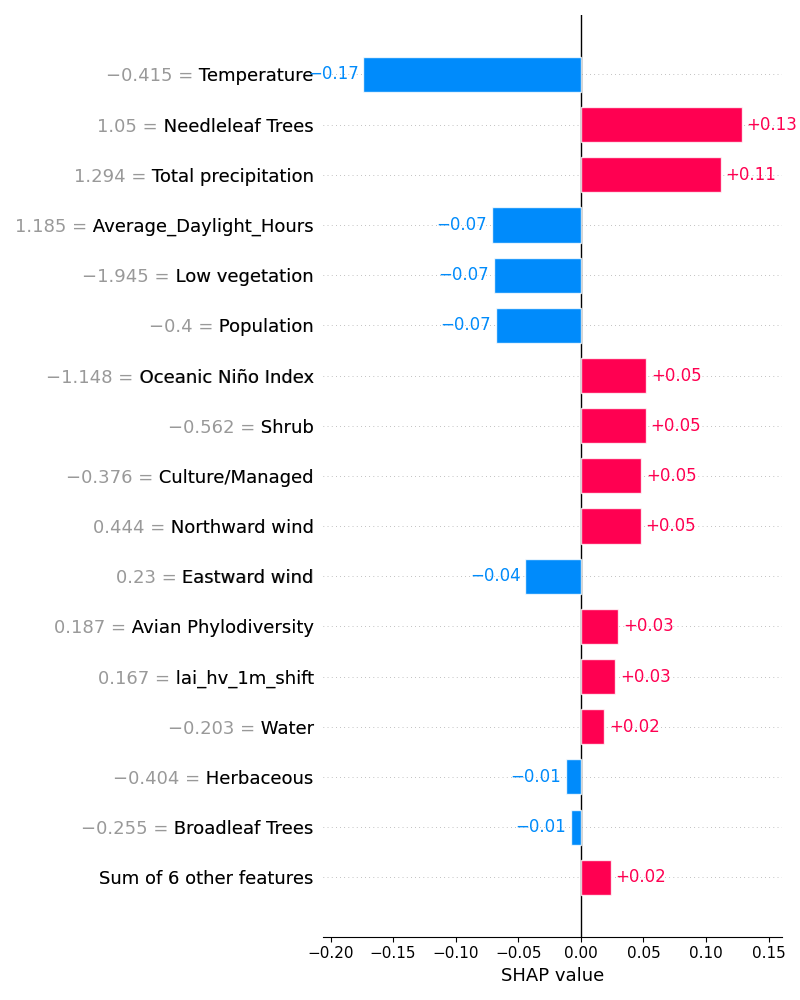 −0.415 = Temperature −0.17
1.05 = Needleleaf Trees +0.13
1.294 = Total precipitation +0.11
1.185 = Average_Daylight_Hours −0.07
−1.945 = Low vegetation −0.07
−0.4 = Population −0.07
−1.148 = Oceanic Niño Index +0.05
−0.562 = Shrub +0.05
−0.376 = Culture/Managed +0.05
0.444 = Northward wind +0.05
0.23 = Eastward wind −0.04
0.187 = Avian Phylodiversity +0.03
0.167 = lai_hv_1m_shift +0.03
−0.203 = Water +0.02
−0.404 = Herbaceous −0.01
−0.255 = Broadleaf Trees −0.01
Sum of 6 other features +0.02
−0.20 −0.15 −0.10 −0.05 0.00 0.05 0.10 0.15
SHAP value